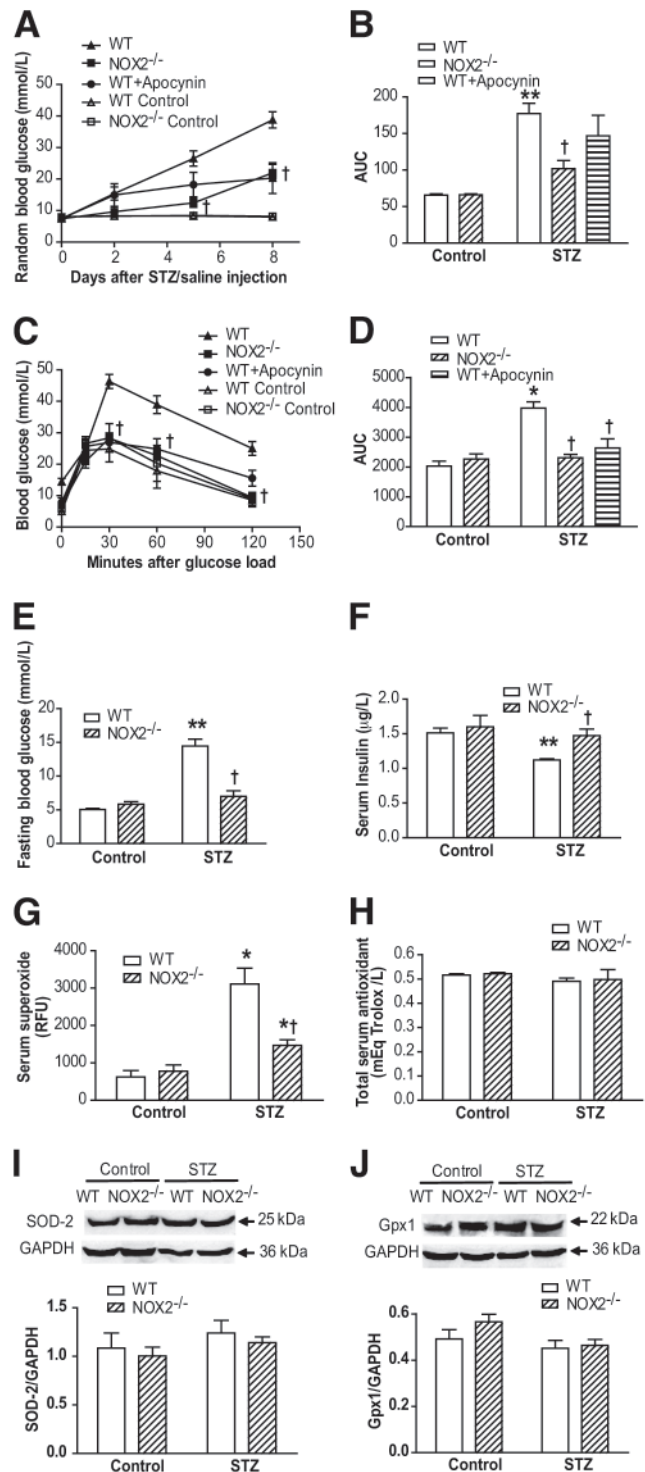 A
WT
NOX2-/-
WT+Apocynin
WT Control
NOX2-/- Control
Random blood glucose (mmol/L)
50
40
30
20
10
0
†
†
0 2 4 6 8
Days after STZ/saline injection
B
WT
NOX2-/-
WT+Apocynin
AUC
200
150
100
50
0
**
†
Control STZ
C
WT
NOX2-/-
WT+Apocynin
WT Control
NOX2-/- Control
Blood glucose (mmol/L)
60
50
40
30
20
10
0
†
†
†
0 30 60 90 120 150
Minutes after glucose load
D
WT
NOX2-/-
WT+Apocynin
AUC
5000
4000
3000
2000
1000
0
*
†
†
Control STZ
E
WT
NOX2-/-
Fasting blood glucose (mmol/L)
20
15
10
5
0
**
†
Control STZ
F
WT
NOX2-/-
Serum Insulin (µg/L)
2.0
1.5
1.0
0.5
0.0
**
†
Control STZ
G
WT
NOX2-/-
Serum superoxide
(RFU)
4000
3000
2000
1000
0
*
*†
Control STZ
H
WT
NOX2-/-
Total serum antioxidant
(mEq Trolox /L)
0.6
0.5
0.4
0.3
0.2
0.1
0.0
Control STZ
I
Control STZ
WT NOX2-/- WT NOX2-/-
SOD-2 25 kDa
GAPDH 36 kDa
WT
NOX2-/-
SOD-2/GAPDH
1.5
1.0
0.5
0.0
Control STZ
J
Control STZ
WT NOX2-/- WT NOX2-/-
Gpx1 22 kDa
GAPDH 36 kDa
WT
NOX2-/-
Gpx1/GAPDH
0.6
0.4
0.2
0.0
Control STZ